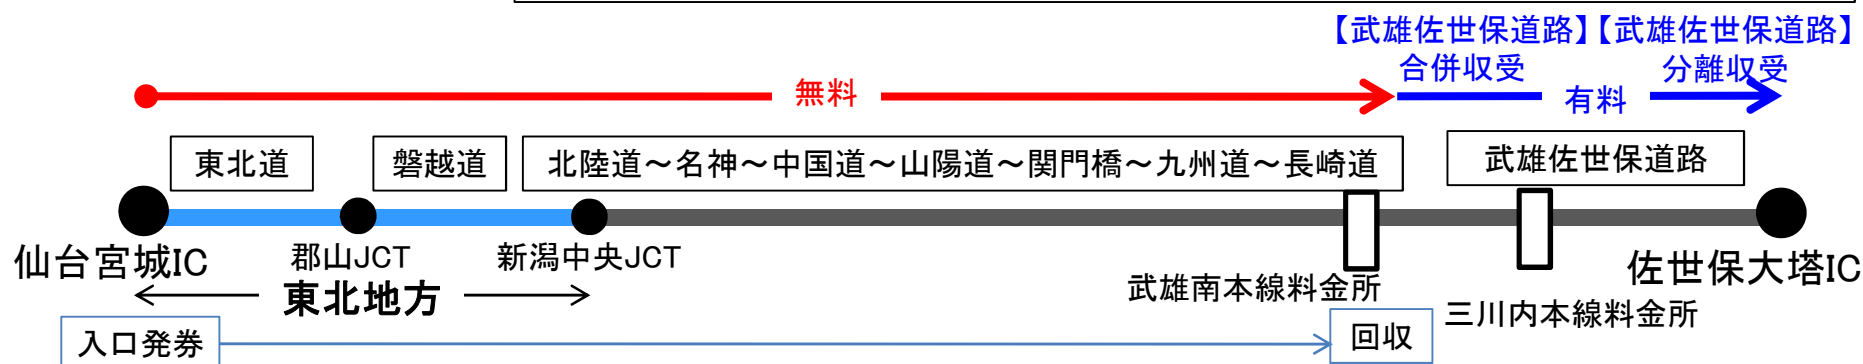 【武雄佐世保道路】【武雄佐世保道路】
合併収受 分離収受
無料 有料
東北道 磐越道 北陸道～名神～中国道～山陽道～関門橋～九州道～長崎道 武雄佐世保道路
仙台宮城IC 郡山JCT 新潟中央JCT 佐世保大塔IC
東北地方 武雄南本線料金所 三川内本線料金所
入口発券 回収